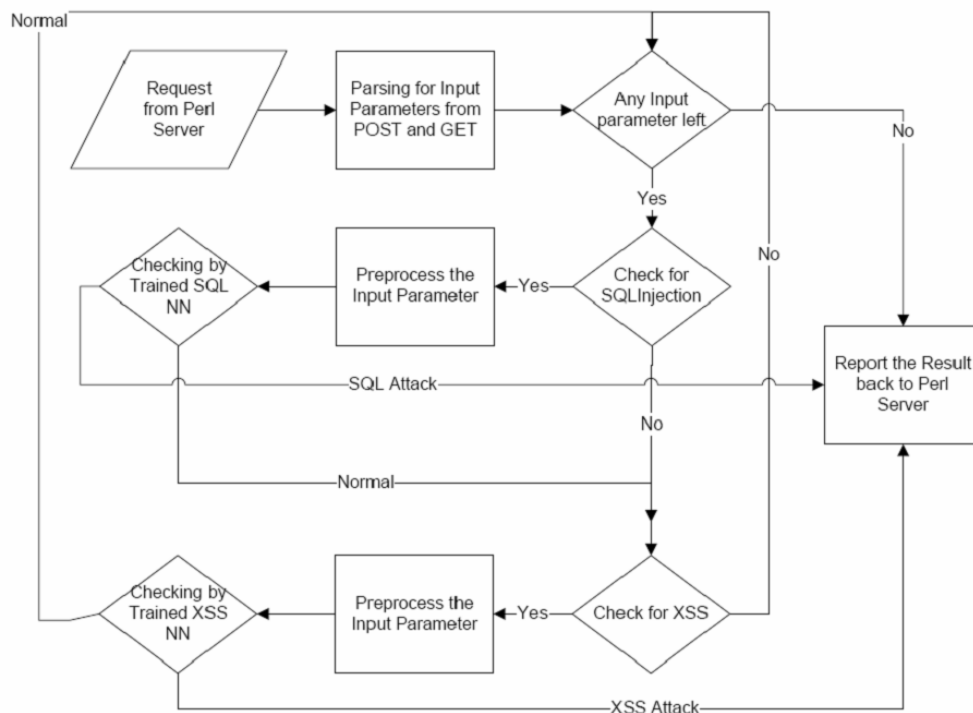 Normal
Request
from Perl
Server
Parsing for Input
Parameters from
POST and GET
Any Input
parameter left
No
Yes
No
Checking by
Trained SQL
NN
Preprocess the
Input Parameter
Yes
Check for
SQLInjection
SQL Attack
Report the Result
back to Perl
Server
No
Normal
Checking by
Trained XSS
NN
Preprocess the
Input Parameter
Yes
Check for XSS
XSS Attack